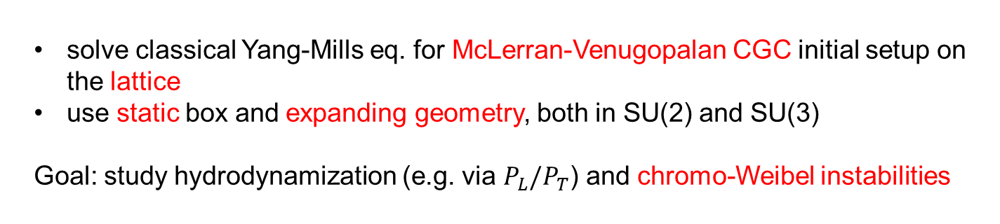 • solve classical Yang-Mills eq. for McLerran-Venugopalan CGC initial setup on
the lattice
• use static box and expanding geometry, both in SU(2) and SU(3)
Goal: study hydrodynamization (e.g. via P_L/P_T) and chromo-Weibel instabilities